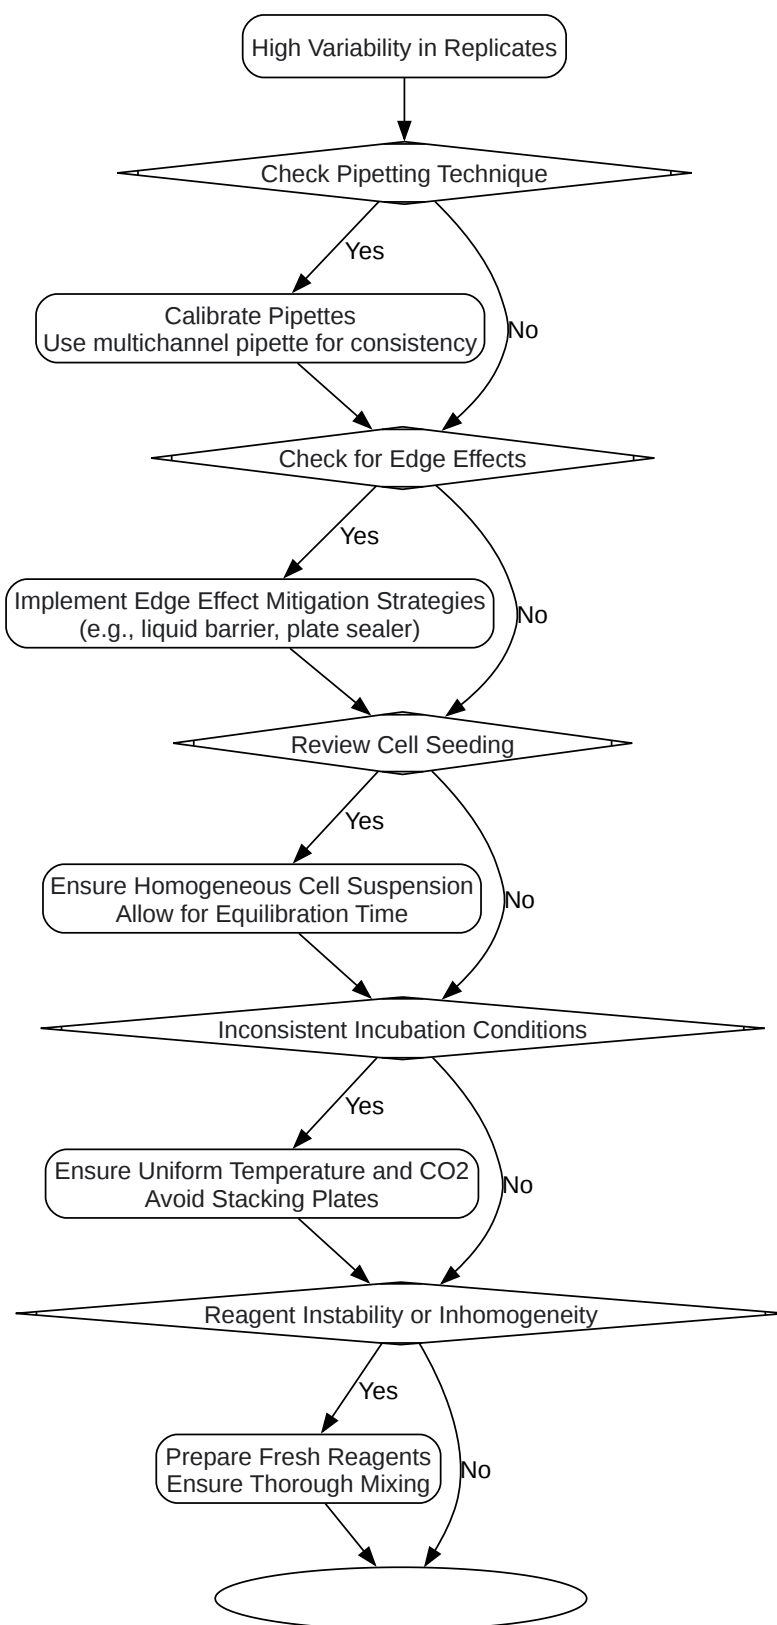 High Variability in Replicates
Check Pipetting Technique
Yes
Calibrate Pipettes
Use multichannel pipette for consistency
No
Check for Edge Effects
Yes
Implement Edge Effect Mitigation Strategies
(e.g., liquid barrier, plate sealer)
No
Review Cell Seeding
Yes
Ensure Homogeneous Cell Suspension
Allow for Equilibration Time
No
Inconsistent Incubation Conditions
Yes
Ensure Uniform Temperature and CO2
Avoid Stacking Plates
No
Reagent Instability or Inhomogeneity
Yes
Prepare Fresh Reagents
Ensure Thorough Mixing
No